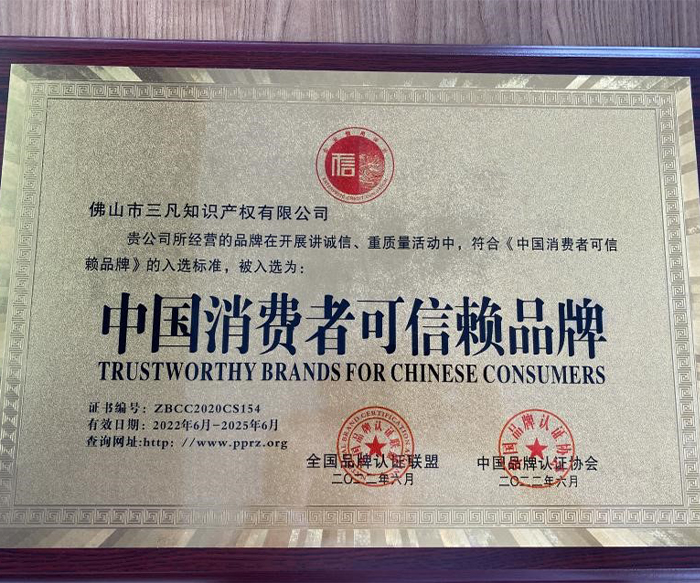 信
佛山市三凡知识产权有限公司
贵公司所经营的品牌在开展讲诚信、重质量活动中，符合《中国消费者可信
赖品牌》的入选标准，被入选为：
中国消费者可信赖品牌
TRUSTWORTHY BRANDS FOR CHINESE CONSUMERS
证书编号：ZBCC2020CS154
有效日期：2022年6月-2025年6月
查询网址:http: //www.pprz.org
全国品牌认证联盟
二〇二二年六月
中国品牌认证协会
二〇二二年六月